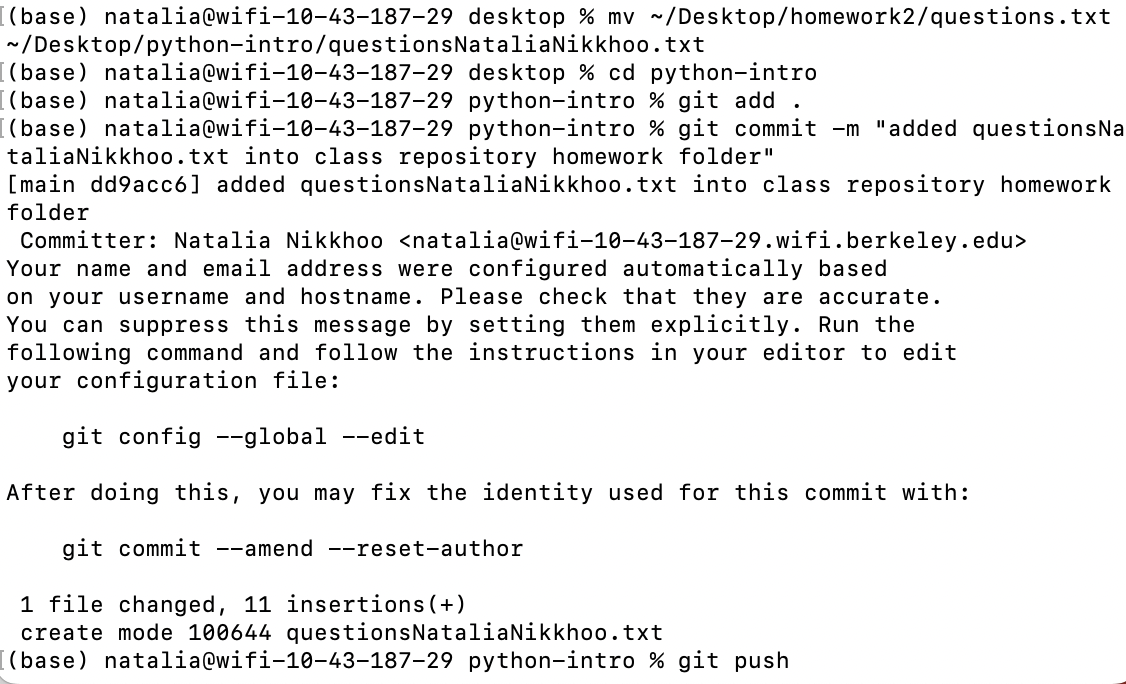 [(base) natalia@wifi-10-43-187-29 desktop % mv ~/Desktop/homework2/questions.txt
~/Desktop/python-intro/questionsNataliaNikkhoo.txt
[(base) natalia@wifi-10-43-187-29 desktop % cd python-intro
[(base) natalia@wifi-10-43-187-29 python-intro % git add .
[(base) natalia@wifi-10-43-187-29 python-intro % git commit -m "added questionsNa
taliaNikkhoo.txt into class repository homework folder"
[main dd9acc6] added questionsNataliaNikkhoo.txt into class repository homework
folder
 Committer: Natalia Nikkhoo <natalia@wifi-10-43-187-29.wifi.berkeley.edu>
Your name and email address were configured automatically based
on your username and hostname. Please check that they are accurate.
You can suppress this message by setting them explicitly. Run the
following command and follow the instructions in your editor to edit
your configuration file:

    git config --global --edit

After doing this, you may fix the identity used for this commit with:

    git commit --amend --reset-author

 1 file changed, 11 insertions(+)
 create mode 100644 questionsNataliaNikkhoo.txt
[(base) natalia@wifi-10-43-187-29 python-intro % git push